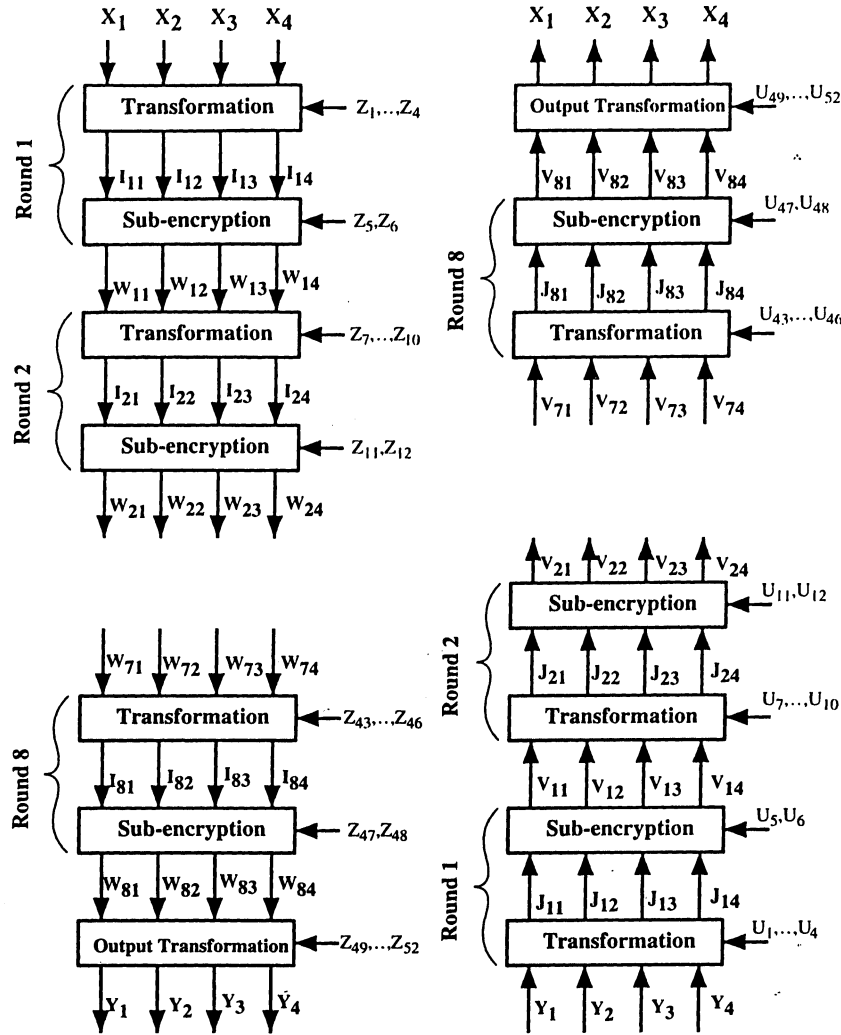 X₁ X₂ X₃ X₄
Transformation
Z₁,..,Z₄
Round 1
I₁₁ I₁₂ I₁₃ I₁₄
Sub-encryption
Z₅,Z₆
W₁₁ W₁₂ W₁₃ W₁₄
Transformation
Z₇,...,Z₁₀
Round 2
I₂₁ I₂₂ I₂₃ I₂₄
Sub-encryption
Z₁₁,Z₁₂
W₂₁ W₂₂ W₂₃ W₂₄
W₇₁ W₇₂ W₇₃ W₇₄
Transformation
Z₄₃,..,Z₄₆
Round 8
I₈₁ I₈₂ I₈₃ I₈₄
Sub-encryption
Z₄₇,Z₄₈
W₈₁ W₈₂ W₈₃ W₈₄
Output Transformation
Z₄₉,...,Z₅₂
Y₁ Y₂ Y₃ Y₄
X₁ X₂ X₃ X₄
Output Transformation
U₄₉,...,U₅₂
V₈₁ V₈₂ V₈₃ V₈₄
Sub-encryption
U₄₇,U₄₈
Round 8
J₈₁ J₈₂ J₈₃ J₈₄
Transformation
U₄₃,...,U₄₆
V₇₁ V₇₂ V₇₃ V₇₄
V₂₁ V₂₂ V₂₃ V₂₄
Sub-encryption
U₁₁,U₁₂
Round 2
J₂₁ J₂₂ J₂₃ J₂₄
Transformation
U₇,...,U₁₀
V₁₁ V₁₂ V₁₃ V₁₄
Sub-encryption
U₅,U₆
Round 1
J₁₁ J₁₂ J₁₃ J₁₄
Transformation
U₁,...,U₄
Y₁ Y₂ Y₃ Y₄